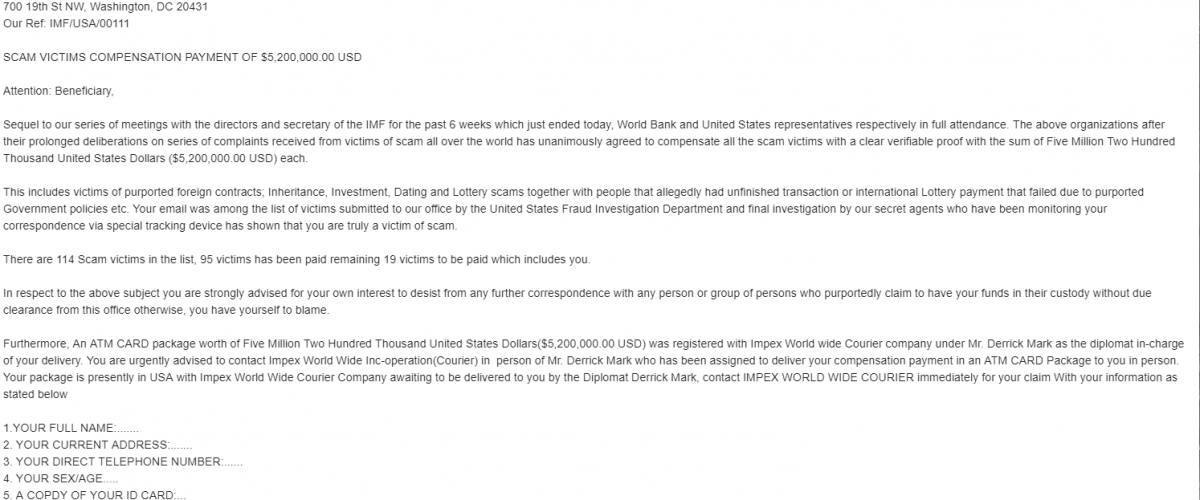 700 19th St NW, Washington, DC 20431
Our Ref: IMF/USA/00111
SCAM VICTIMS COMPENSATION PAYMENT OF $5,200,000.00 USD
Attention: Beneficiary,
Sequel to our series of meetings with the directors and secretary of the IMF for the past 6 weeks which just ended today, World Bank and United States representatives respectively in full attendance. The above organizations after
their prolonged deliberations on series of complaints received from victims of scam all over the world has unanimously agreed to compensate all the scam victims with a clear verifiable proof with the sum of Five Million Two Hundred
Thousand United States Dollars ($5,200,000.00 USD) each.
This includes victims of purported foreign contracts; Inheritance, Investment, Dating and Lottery scams together with people that allegedly had unfinished transaction or international Lottery payment that failed due to purported
Government policies etc. Your email was among the list of victims submitted to our office by the United States Fraud Investigation Department and final investigation by our secret agents who have been monitoring your
correspondence via special tracking device has shown that you are truly a victim of scam.
There are 114 Scam victims in the list, 95 victims has been paid remaining 19 victims to be paid which includes you.
In respect to the above subject you are strongly advised for your own interest to desist from any further correspondence with any person or group of persons who purportedly claim to have your funds in their custody without due
clearance from this office otherwise, you have yourself to blame.
Furthermore, An ATM CARD package worth of Five Million Two Hundred Thousand United States Dollars($5,200,000.00 USD) was registered with Impex World wide Courier company under Mr. Derrick Mark as the diplomat in-charge
of your delivery. You are urgently advised to contact Impex World Wide Inc-operation(Courier) in  person of Mr. Derrick Mark who has been assigned to deliver your compensation payment in an ATM CARD Package to you in person.
Your package is presently in USA with Impex World Wide Courier Company awaiting to be delivered to you by the Diplomat Derrick Mark, contact IMPEX WORLD WIDE COURIER immediately for your claim With your information as
stated below
1.YOUR FULL NAME:.......
2. YOUR CURRENT ADDRESS:.......
3. YOUR DIRECT TELEPHONE NUMBER:......
4. YOUR SEX/AGE.....
5. A COPDY OF YOUR ID CARD:...